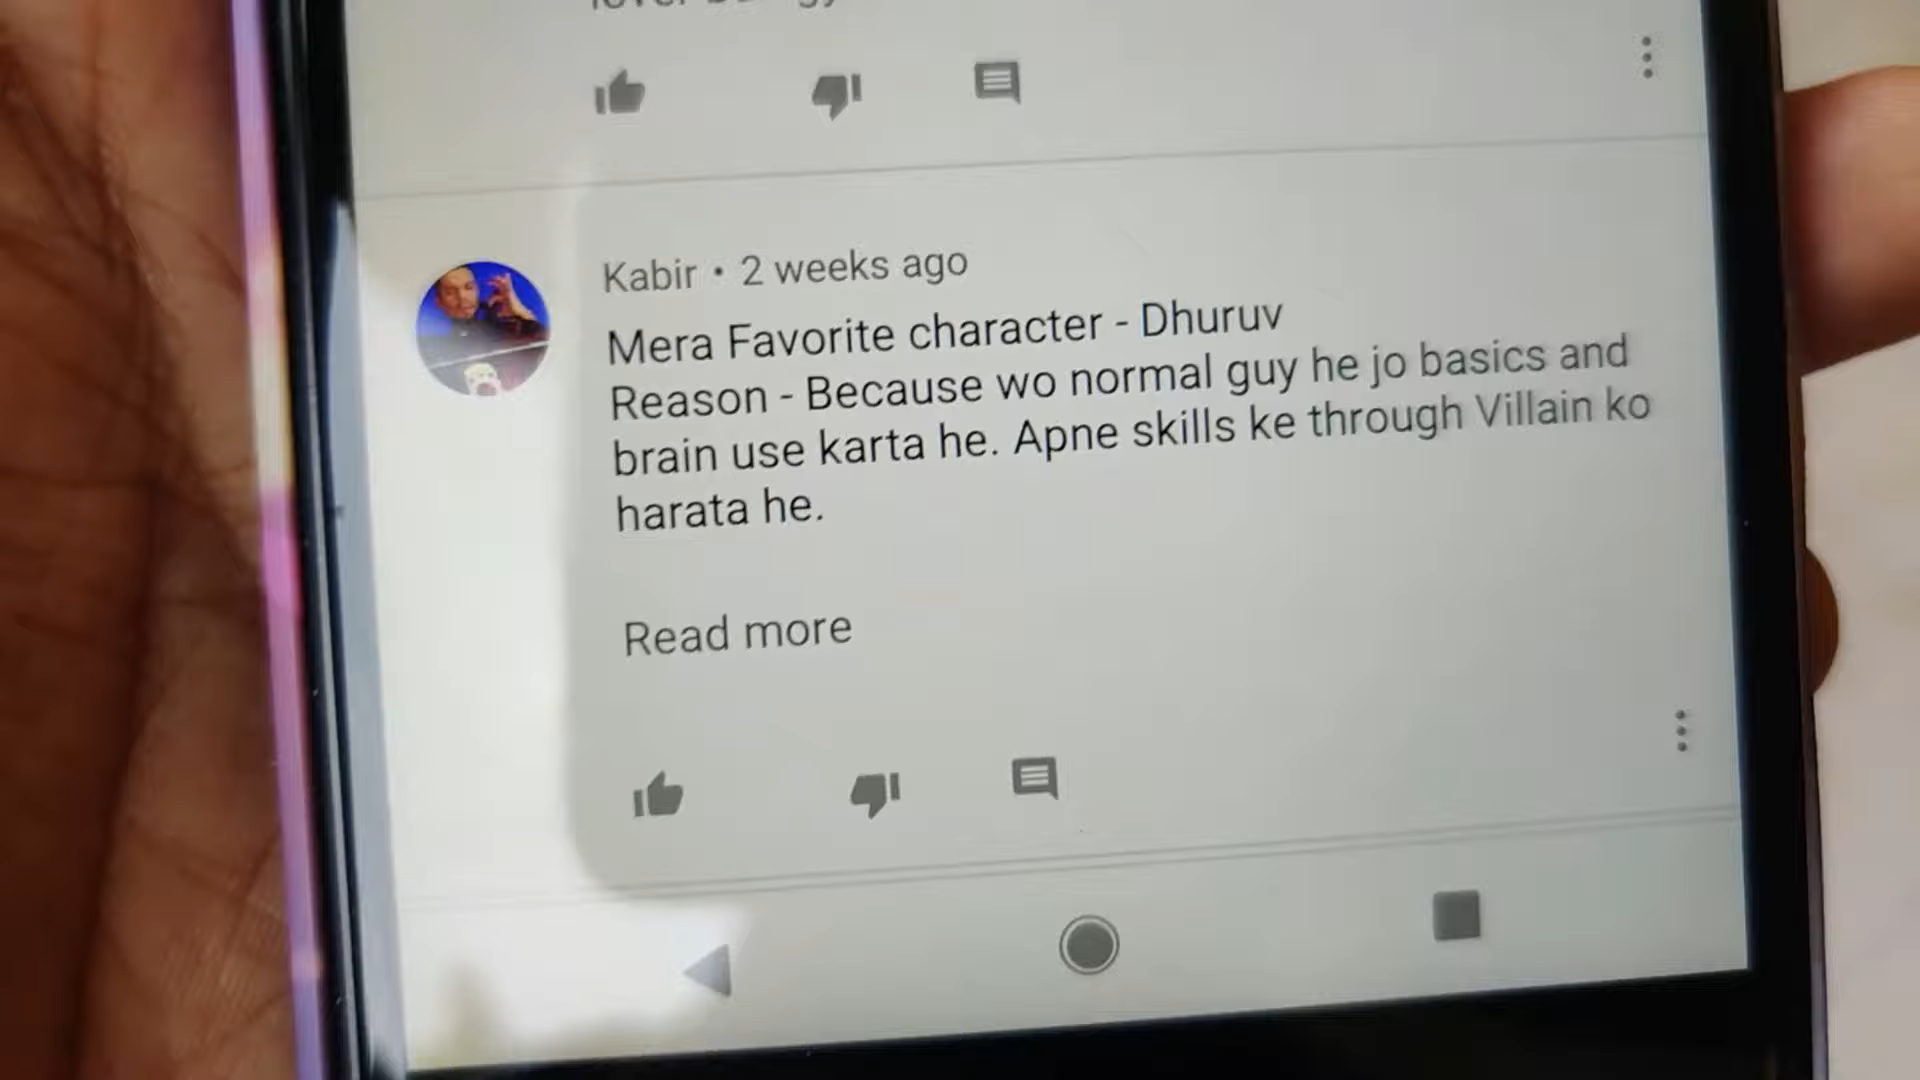 Kabir • 2 weeks ago
Mera Favorite character - Dhuruv
Reason - Because wo normal guy he jo basics and
brain use karta he. Apne skills ke through Villain ko
harata he.
Read more